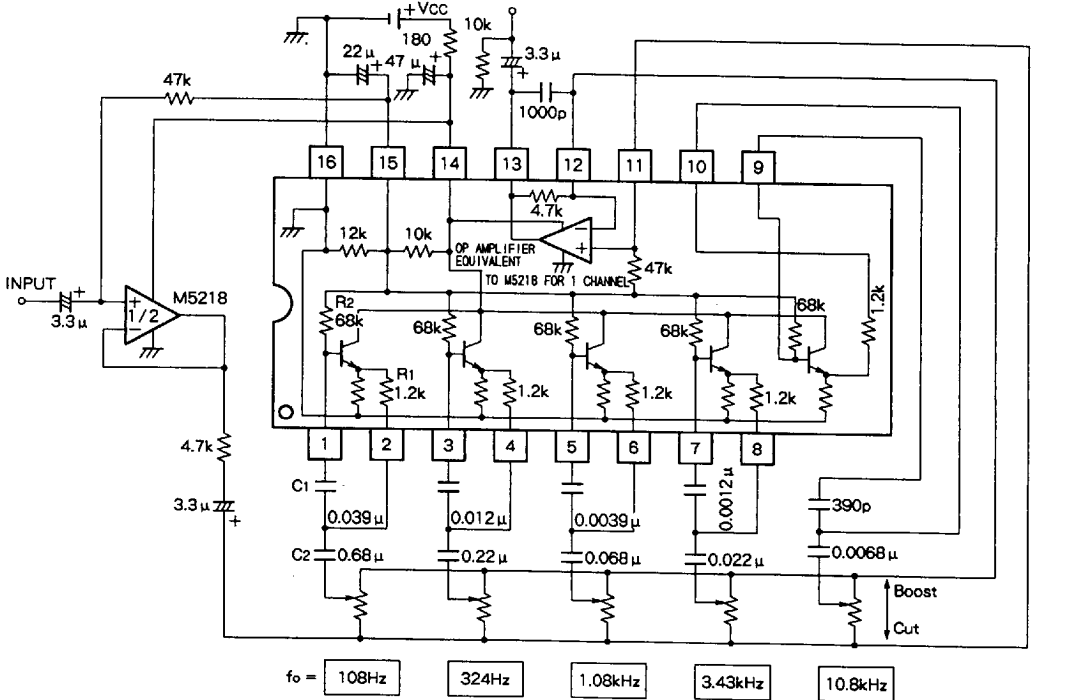 +VCC
10k
180
22μ
47μ
3.3μ
47k
1000p
16
15
14
13
12
11
10
9
4.7k
12k
10k
OP AMPLIFIER
EQUIVALENT
TO M5218 FOR 1 CHANNEL
47k
INPUT
M5218
1/2
3.3μ
R2
68k
68k
68k
68k
68k
1.2k
R1
1.2k
1.2k
1.2k
1.2k
1
2
3
4
5
6
7
8
4.7k
3.3μ
C1
0.039μ
0.012μ
0.0039μ
0.0012μ
390p
C2
0.68μ
0.22μ
0.068μ
0.022μ
0.0068μ
Boost
Cut
fo = 108Hz 324Hz 1.08kHz 3.43kHz 10.8kHz